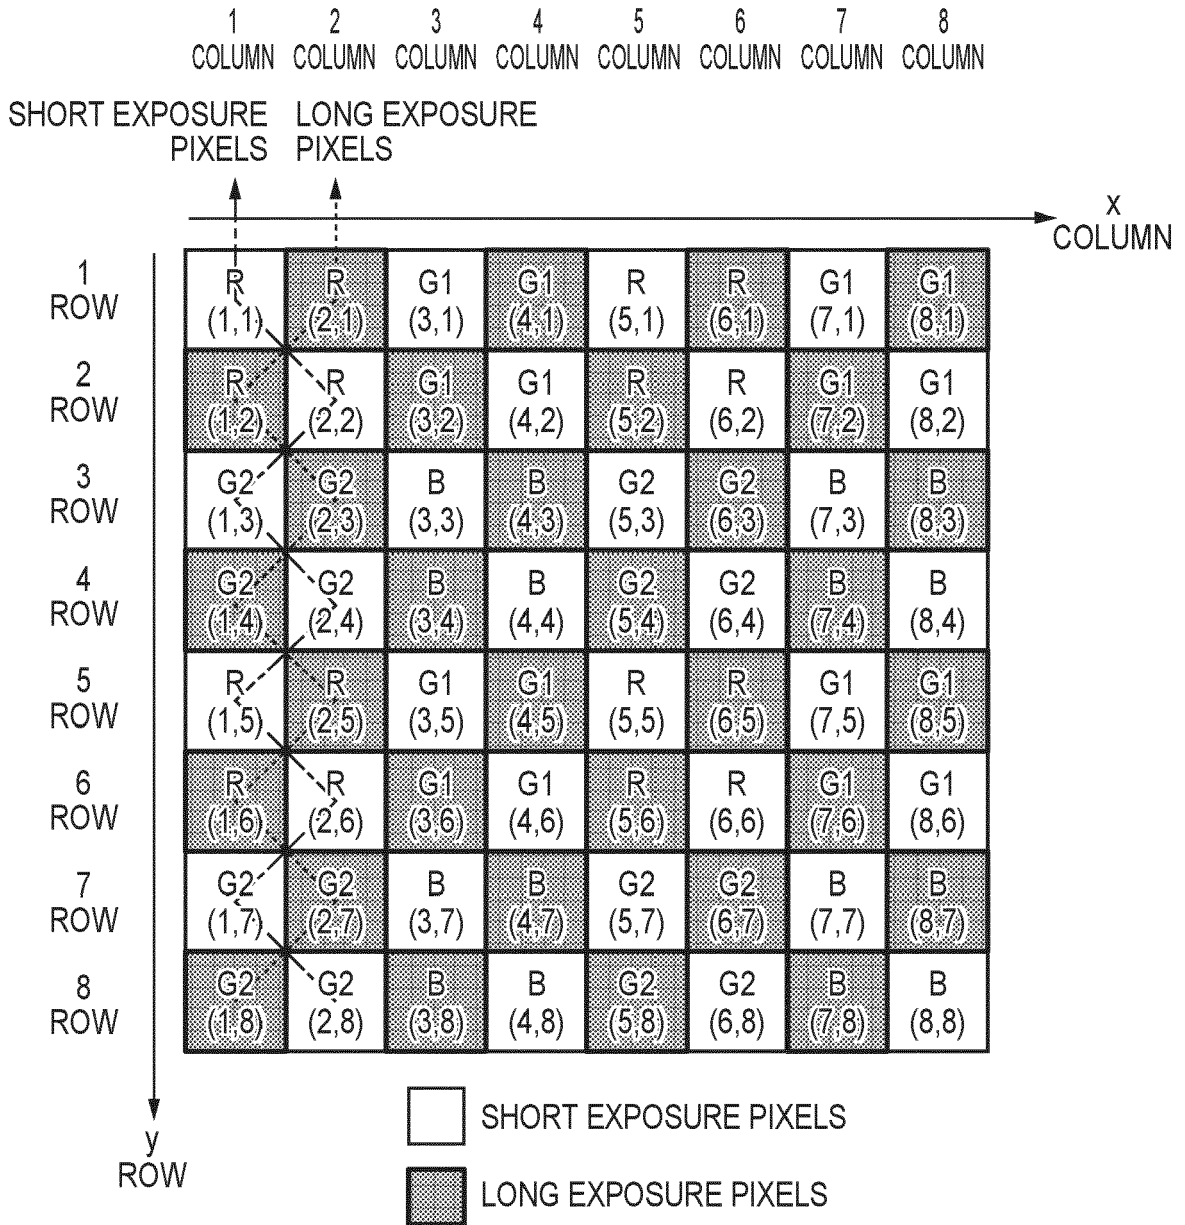 1 2 3 4 5 6 7 8
COLUMN COLUMN COLUMN COLUMN COLUMN COLUMN COLUMN COLUMN
SHORT EXPOSURE LONG EXPOSURE
PIXELS PIXELS
x
COLUMN
1 R R G1 G1 R R G1 G1
ROW (1,1) (2,1) (3,1) (4,1) (5,1) (6,1) (7,1) (8,1)
2 R R G1 G1 R R G1 G1
ROW (1,2) (2,2) (3,2) (4,2) (5,2) (6,2) (7,2) (8,2)
3 G2 G2 B B G2 G2 B B
ROW (1,3) (2,3) (3,3) (4,3) (5,3) (6,3) (7,3) (8,3)
4 G2 G2 B B G2 G2 B B
ROW (1,4) (2,4) (3,4) (4,4) (5,4) (6,4) (7,4) (8,4)
5 R R G1 G1 R R G1 G1
ROW (1,5) (2,5) (3,5) (4,5) (5,5) (6,5) (7,5) (8,5)
6 R R G1 G1 R R G1 G1
ROW (1,6) (2,6) (3,6) (4,6) (5,6) (6,6) (7,6) (8,6)
7 G2 G2 B B G2 G2 B B
ROW (1,7) (2,7) (3,7) (4,7) (5,7) (6,7) (7,7) (8,7)
8 G2 G2 B B G2 G2 B B
ROW (1,8) (2,8) (3,8) (4,8) (5,8) (6,8) (7,8) (8,8)
y
ROW
SHORT EXPOSURE PIXELS
LONG EXPOSURE PIXELS